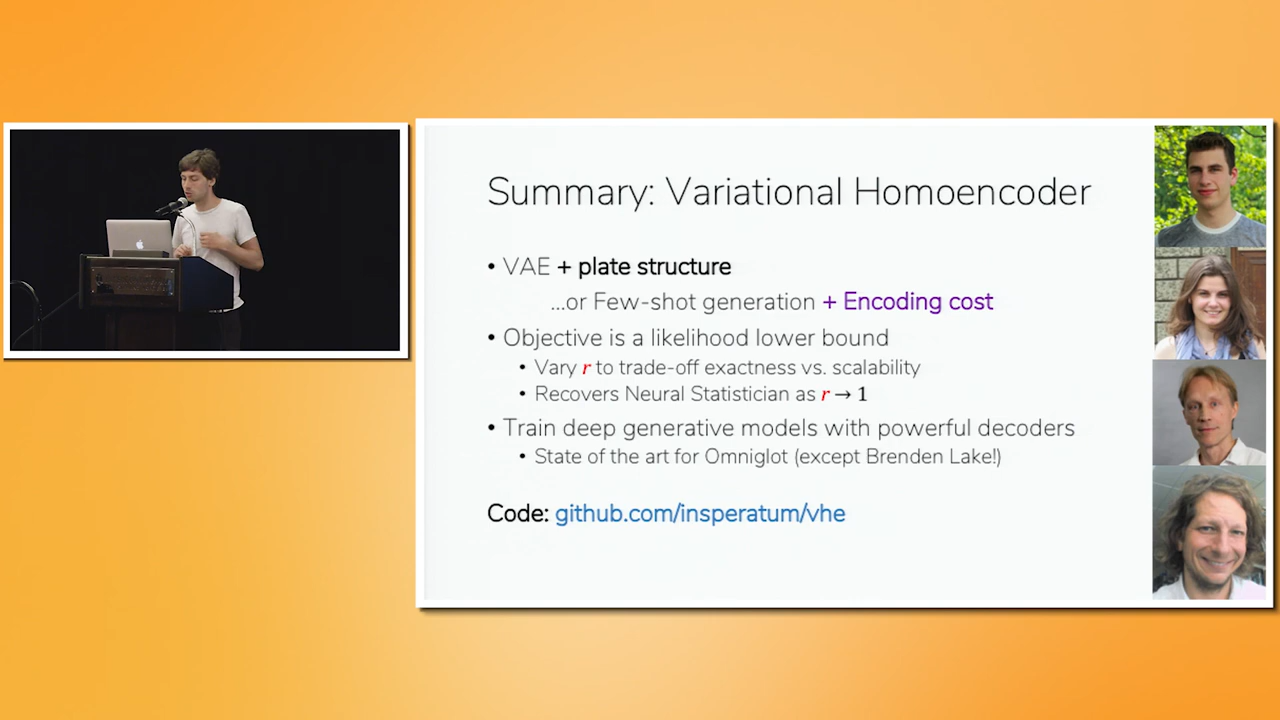 Summary: Variational Homoencoder
• VAE + plate structure
...or Few-shot generation + Encoding cost
• Objective is a likelihood lower bound
• Vary r to trade-off exactness vs. scalability
• Recovers Neural Statistician as r → 1
• Train deep generative models with powerful decoders
• State of the art for Omniglot (except Brenden Lake!)
Code: github.com/insperatum/vhe